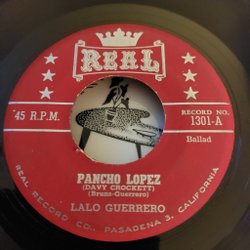 REAL
45 R.P.M.
RECORD NO.
1301-A
Ballad
PANCHO LOPEZ
(DAVY CROCKETT)
(Bruns-Guerrero)
LALO GUERRERO
REAL RECORD CO., PASADENA 3, CALIFORNIA